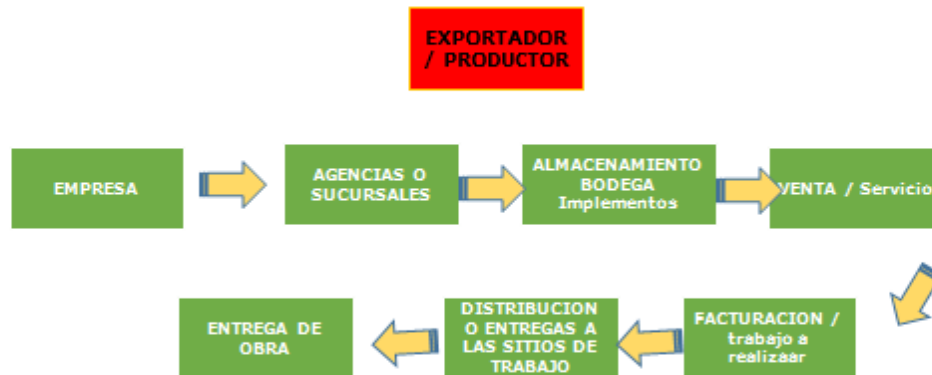 EXPORTADOR
/ PRODUCTOR
EMPRESA
AGENCIAS O
SUCURSALES
ALMACENAMIENTO
BODEGA
Implementos
VENTA / Servicio
FACTURACION /
trabajo a
realizaar
DISTRIBUCION
O ENTREGAS A
LAS SITIOS DE
TRABAJO
ENTREGA DE
OBRA